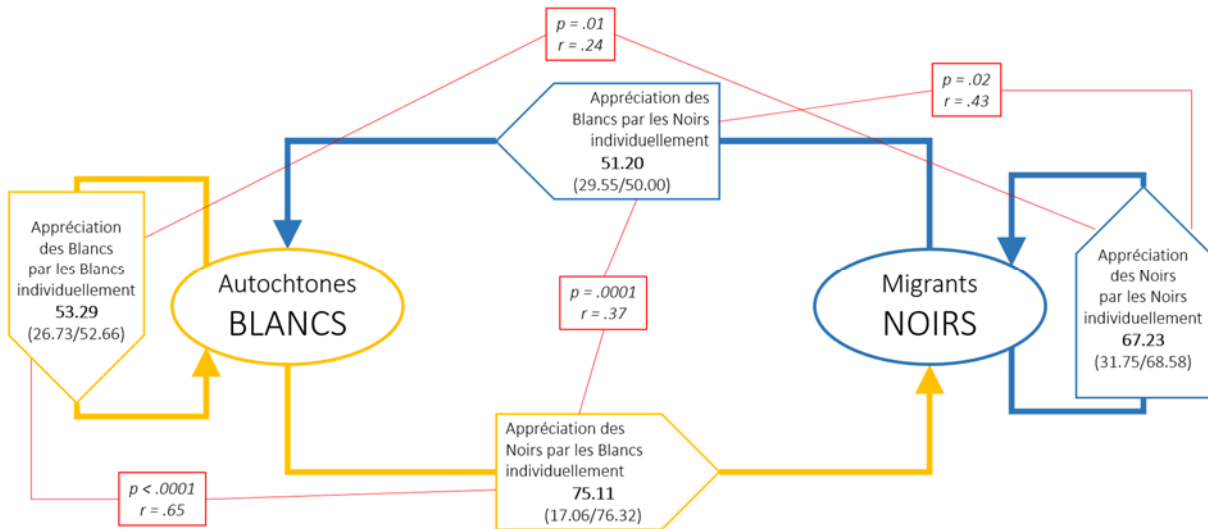 p = .01
r = .24
p = .02
r = .43
Appréciation des
Blancs par les Noirs
individuellement
51.20
(29.55/50.00)
Appréciation
des Blancs
par les Blancs
individuellement
53.29
(26.73/52.66)
Autochtones
BLANCS
p = .0001
r = .37
Migrants
NOIRS
Appréciation
des Noirs
par les Noirs
individuellement
67.23
(31.75/68.58)
Appréciation des
Noirs par les Blancs
individuellement
75.11
(17.06/76.32)
p < .0001
r = .65